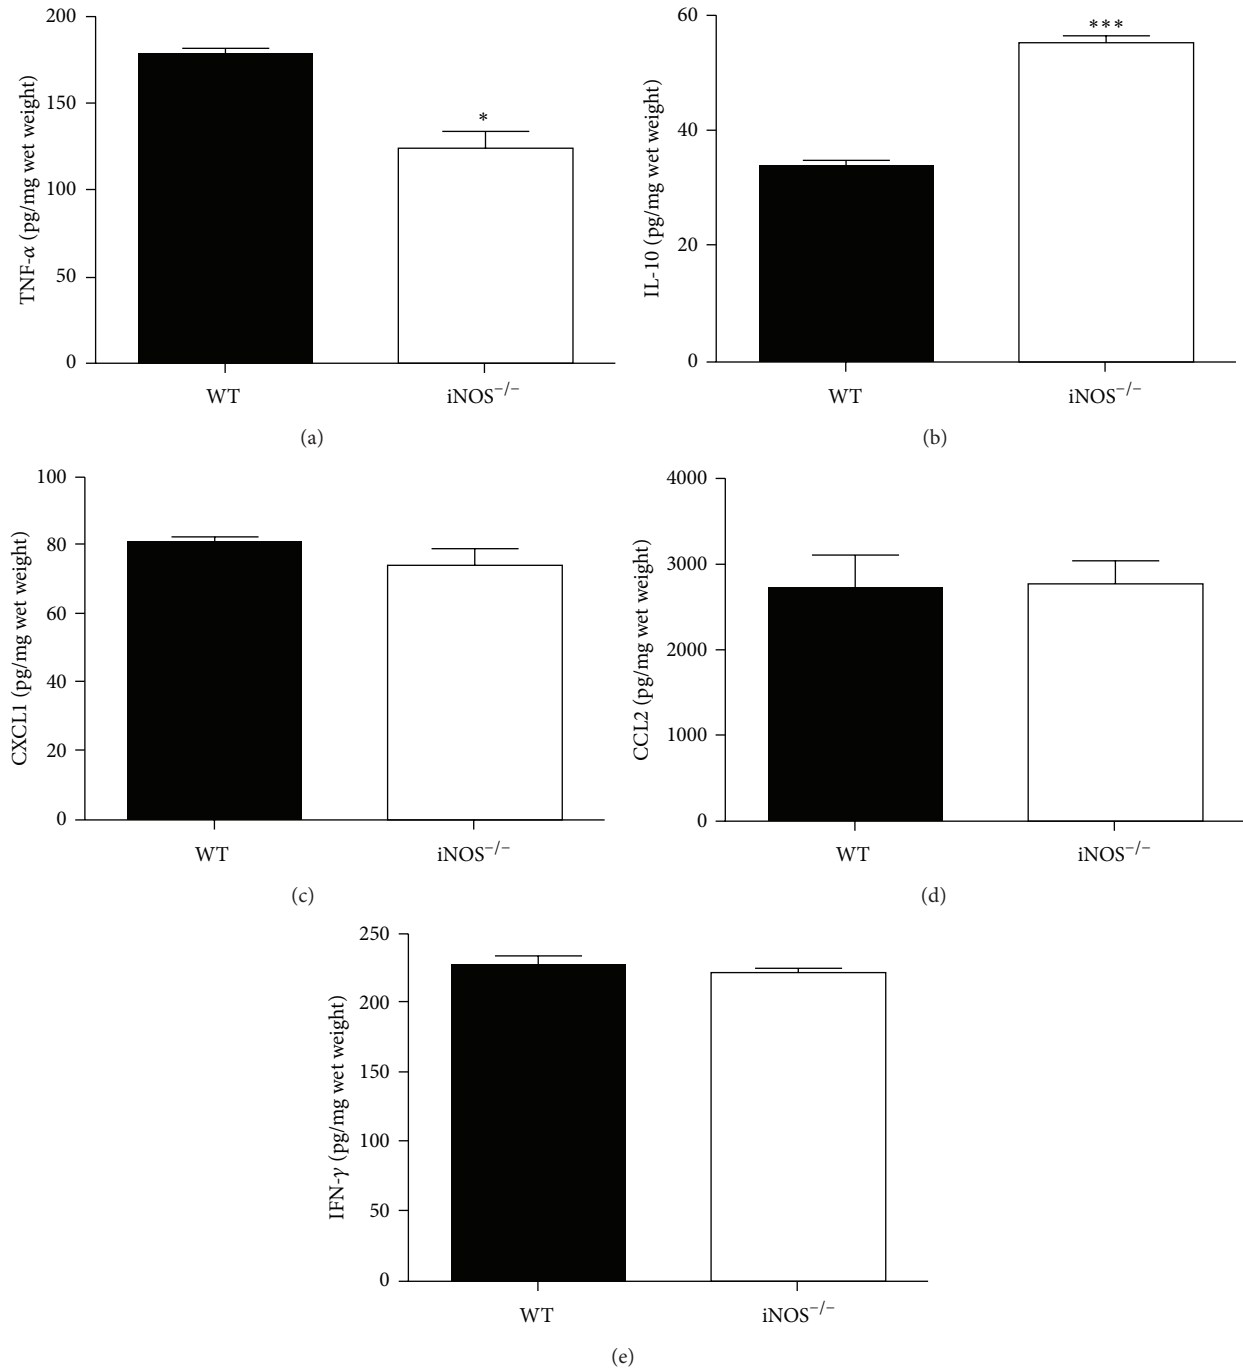 200
150
100
50
0
TNF-α (pg/mg wet weight)
*
WT
iNOS⁻/⁻
(a)
60
40
20
0
IL-10 (pg/mg wet weight)
***
WT
iNOS⁻/⁻
(b)
100
80
60
40
20
0
CXCL1 (pg/mg wet weight)
WT
iNOS⁻/⁻
(c)
4000
3000
2000
1000
0
CCL2 (pg/mg wet weight)
WT
iNOS⁻/⁻
(d)
250
200
150
100
50
0
IFN-γ (pg/mg wet weight)
WT
iNOS⁻/⁻
(e)